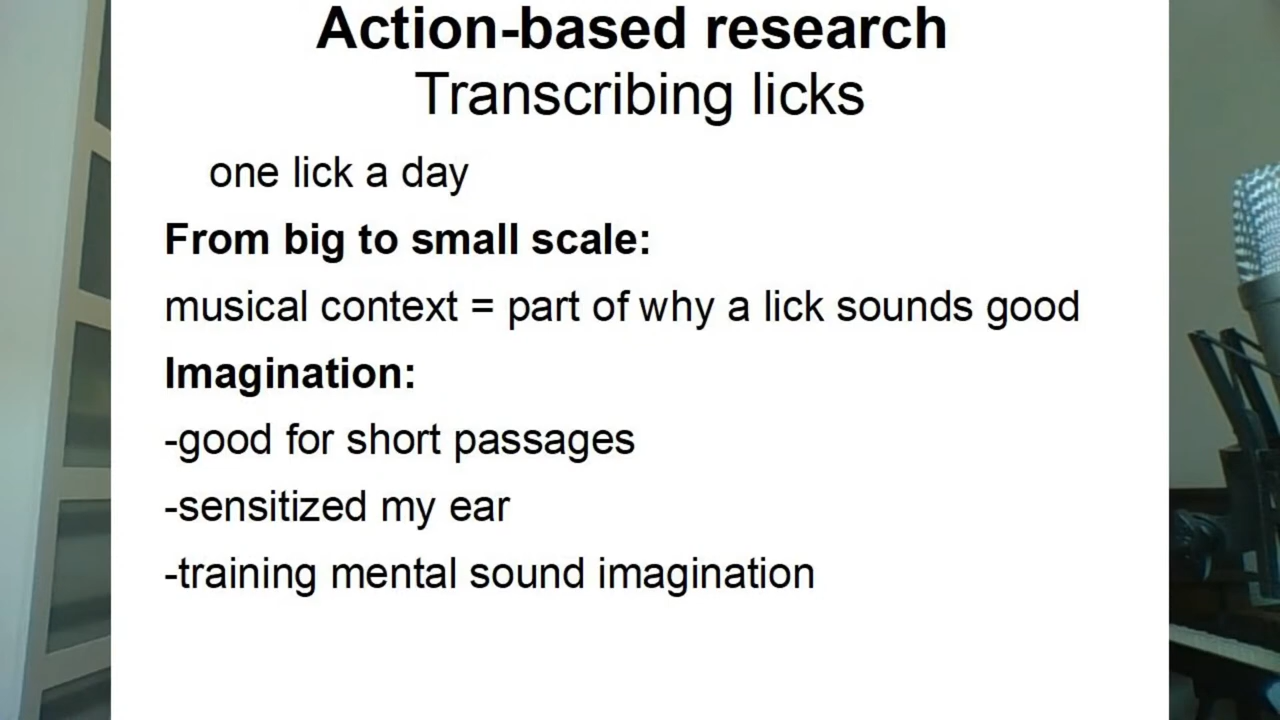 Action-based research
Transcribing licks
one lick a day
From big to small scale:
musical context = part of why a lick sounds good
Imagination:
-good for short passages
-sensitized my ear
-training mental sound imagination